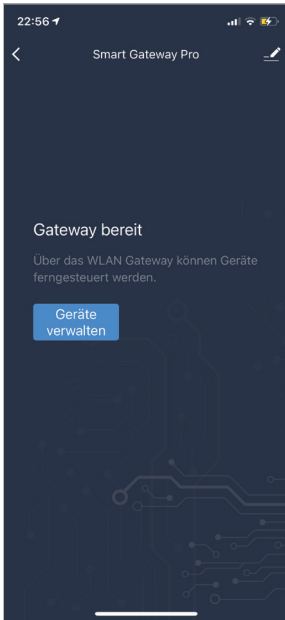 22:56
Smart Gateway Pro
Gateway bereit
Über das WLAN Gateway können Geräte
ferngesteuert werden.
Geräte
verwalten